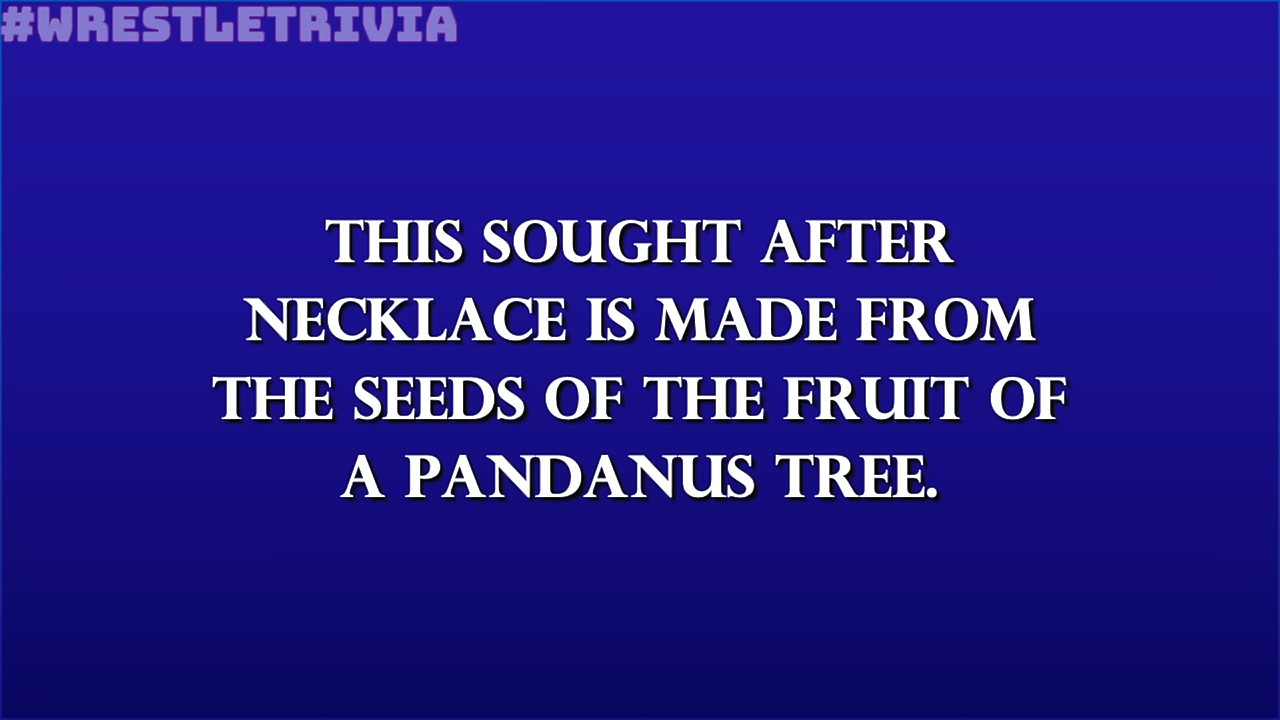 #WRESTLETRIVIA
THIS SOUGHT AFTER
NECKLACE IS MADE FROM
THE SEEDS OF THE FRUIT OF
A PANDANUS TREE.